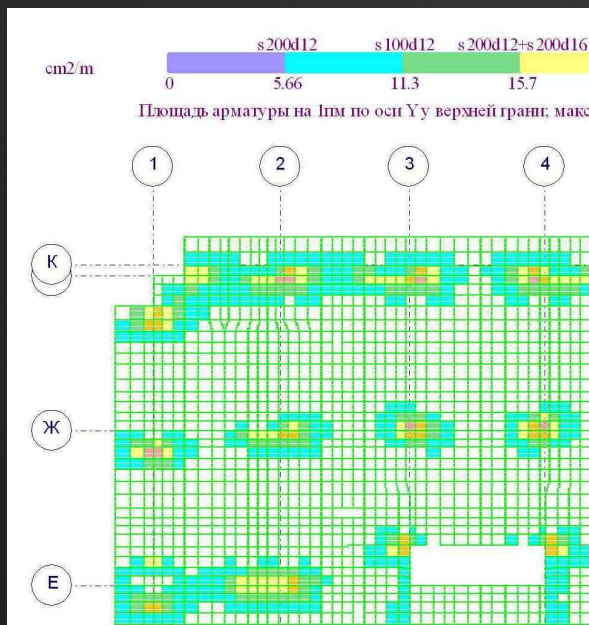 s200d12 s100d12 s200d12+s200d16
cm2/m
0 5.66 11.3 15.7
Площадь арматуры на 1пм по оси Y у верхней грани; макс
1 2 3 4
К
Ж
Е